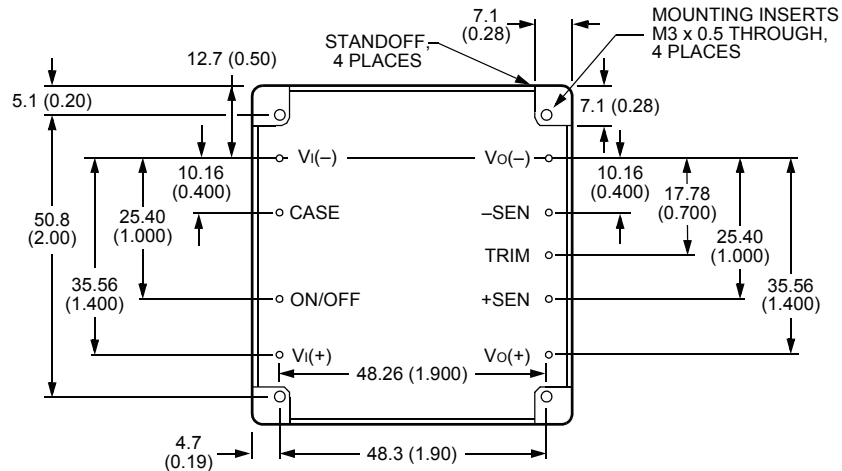 7.1
(0.28)
MOUNTING INSERTS
M3 x 0.5 THROUGH,
4 PLACES
STANDOFF,
4 PLACES
12.7 (0.50)
5.1 (0.20)
7.1 (0.28)
VI(–)
VO(–)
10.16
(0.400)
10.16
(0.400)
17.78
(0.700)
CASE
–SEN
50.8
(2.00)
25.40
(1.000)
25.40
(1.000)
TRIM
35.56
(1.400)
35.56
(1.400)
ON/OFF
+SEN
VI(+)
VO(+)
48.26 (1.900)
4.7
(0.19)
48.3 (1.90)